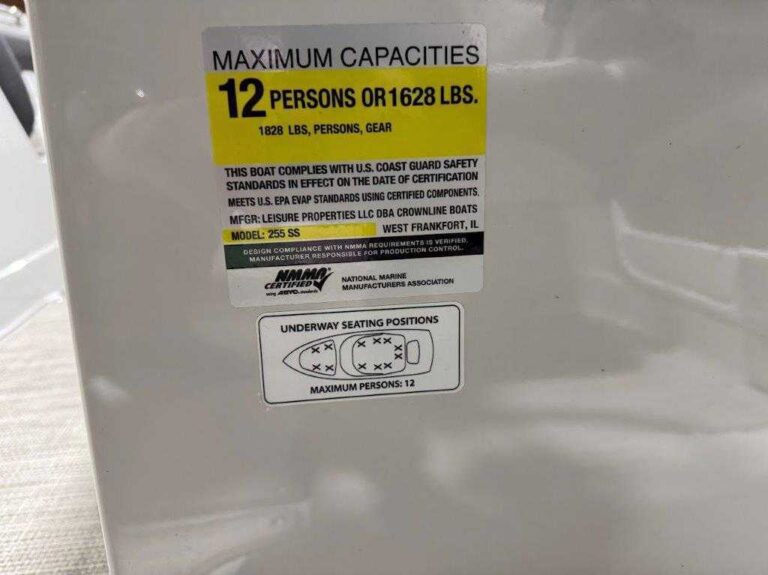 MAXIMUM CAPACITIES
12 PERSONS OR 1628 LBS.
1828 LBS, PERSONS, GEAR
THIS BOAT COMPLIES WITH U.S. COAST GUARD SAFETY
STANDARDS IN EFFECT ON THE DATE OF CERTIFICATION
MEETS U.S. EPA EVAP STANDARDS USING CERTIFIED COMPONENTS.
MFGR: LEISURE PROPERTIES LLC DBA CROWNLINE BOATS
MODEL: 255 SS WEST FRANKFORT, IL
DESIGN COMPLIANCE WITH NMMA REQUIREMENTS IS VERIFIED.
MANUFACTURER RESPONSIBLE FOR PRODUCTION CONTROL.
NMMA
CERTIFIED
using ABYC standards
NATIONAL MARINE
MANUFACTURERS ASSOCIATION
UNDERWAY SEATING POSITIONS
MAXIMUM PERSONS: 12